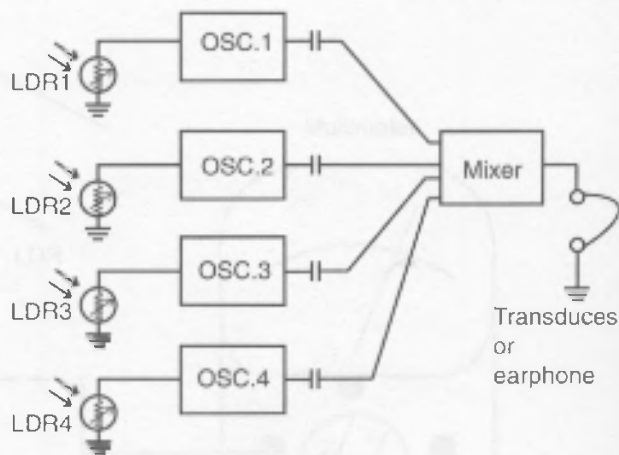 OSC.1
LDR1
OSC.2
LDR2
Mixer
OSC.3
LDR3
Transduces
or
earphone
OSC.4
LDR4